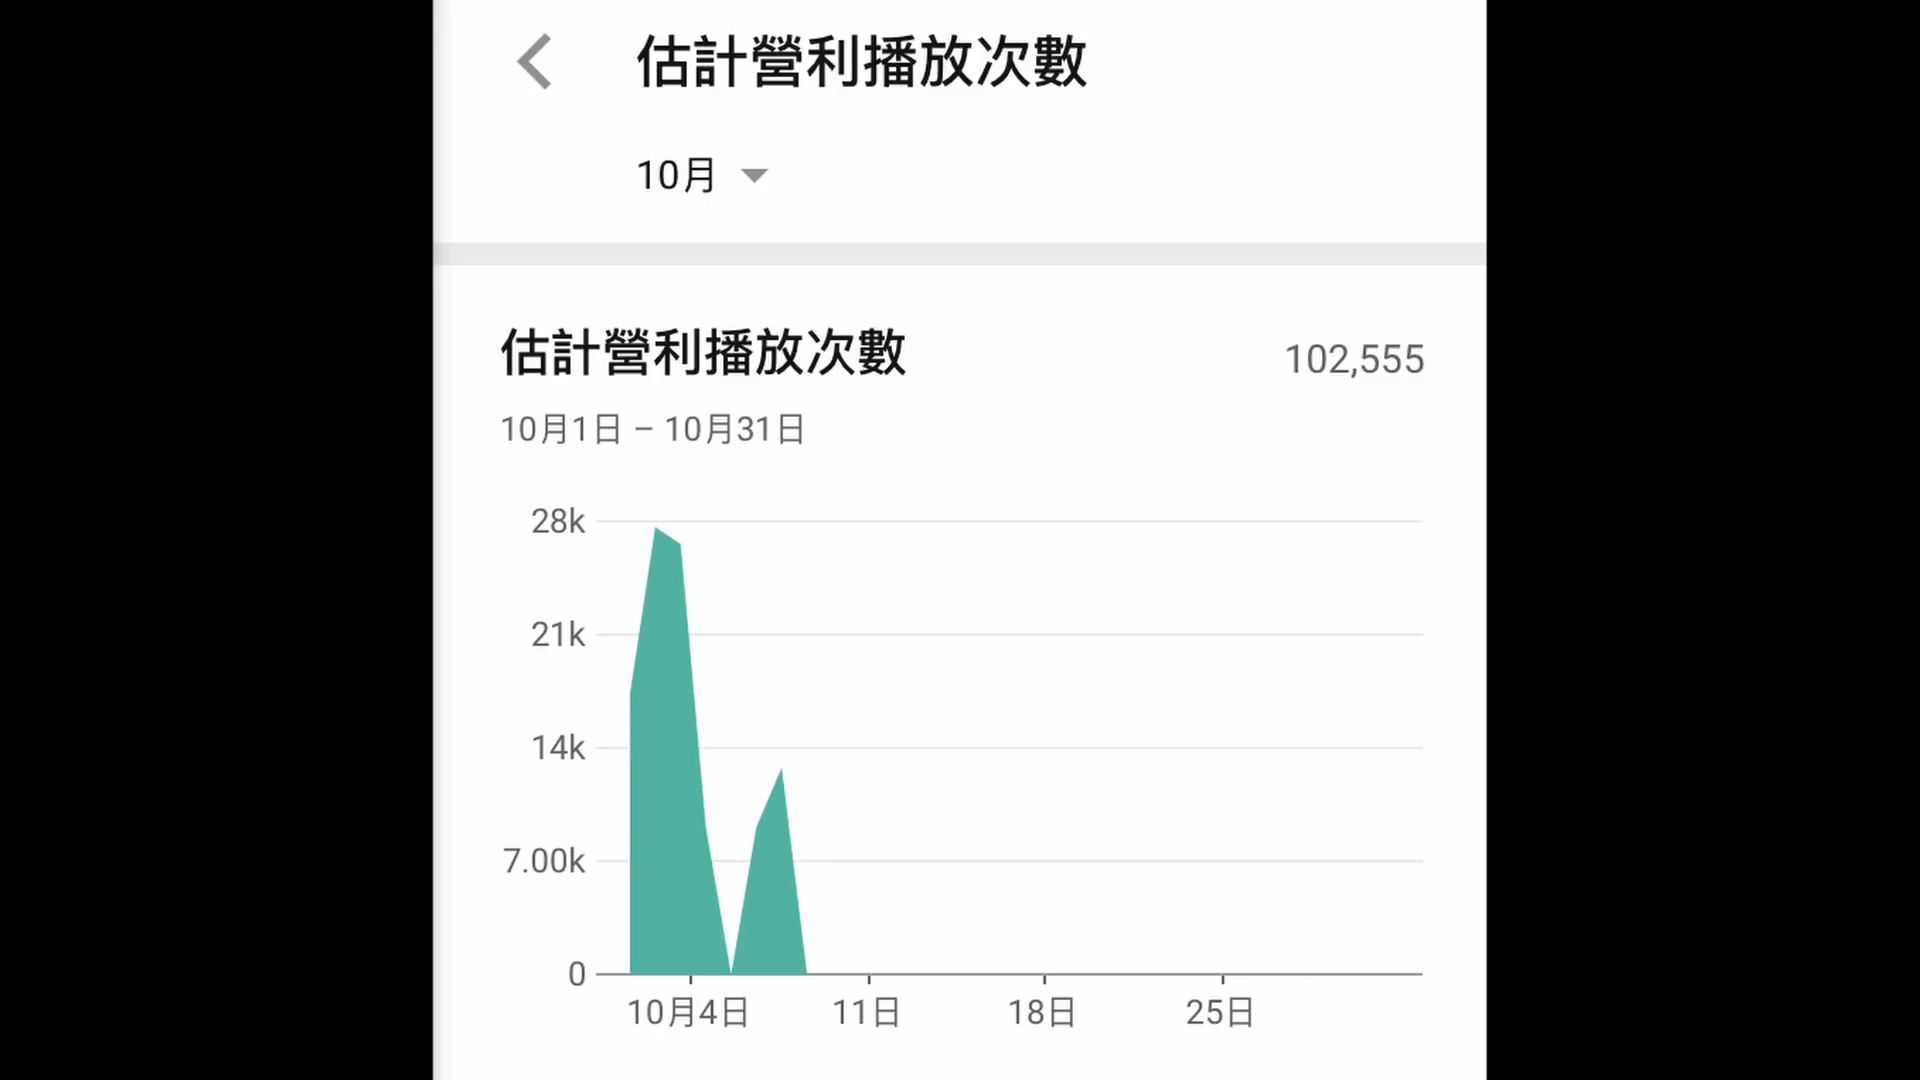 估計營利播放次數
10月
估計營利播放次數 102,555
10月1日 – 10月31日
28k
21k
14k
7.00k
0
10月4日 11日 18日 25日